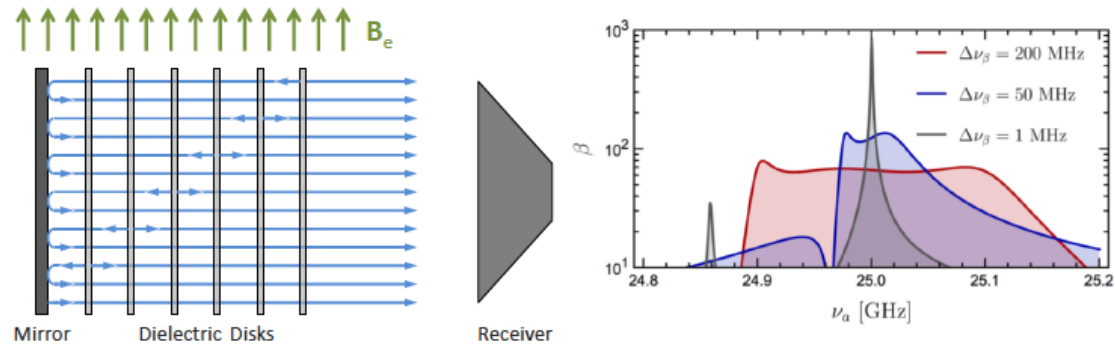 B_e
Mirror
Dielectric Disks
Receiver
10^3
10^2
10^1
β
Δν_β = 200 MHz
Δν_β = 50 MHz
Δν_β = 1 MHz
24.8 24.9 25.0 25.1 25.2
ν_a [GHz]